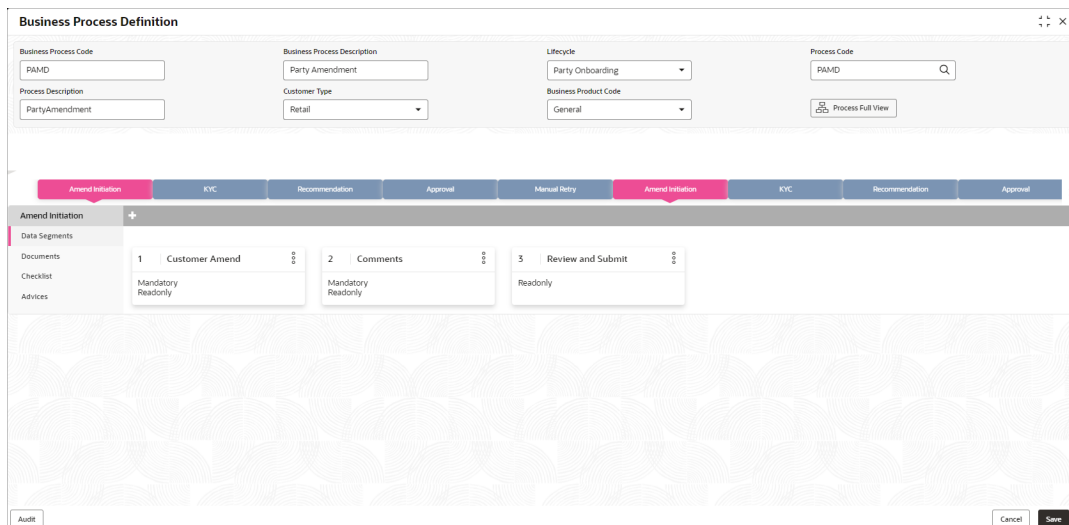 Business Process Definition
Business Process Code Business Process Description Lifecycle Process Code
PAMD Party Amendment Party Onboarding PAMD
Process Description Customer Type Business Product Code
PartyAmendment Retail General Process Full View
Amend Initiation KYC Recommendation Approval Manual Retry Amend Initiation KYC Recommendation Approval
Amend Initiation
Data Segments
Documents 1 Customer Amend 2 Comments 3 Review and Submit
Checklist Mandatory Mandatory Readonly
Readonly Readonly
Advices
Audit Cancel Save